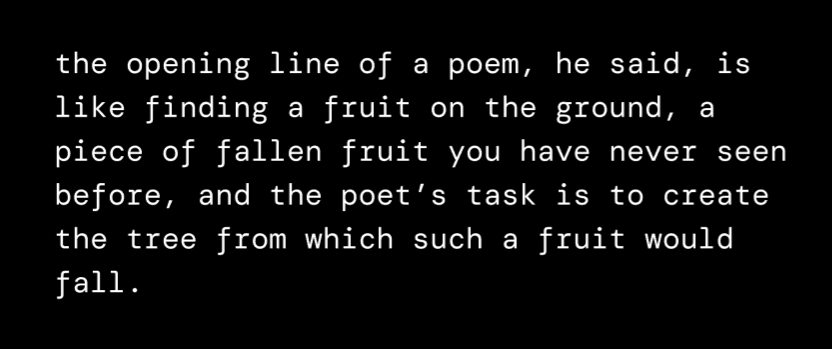 the opening line of a poem, he said, is
like finding a fruit on the ground, a
piece of fallen fruit you have never seen
before, and the poet’s task is to create
the tree from which such a fruit would
fall.